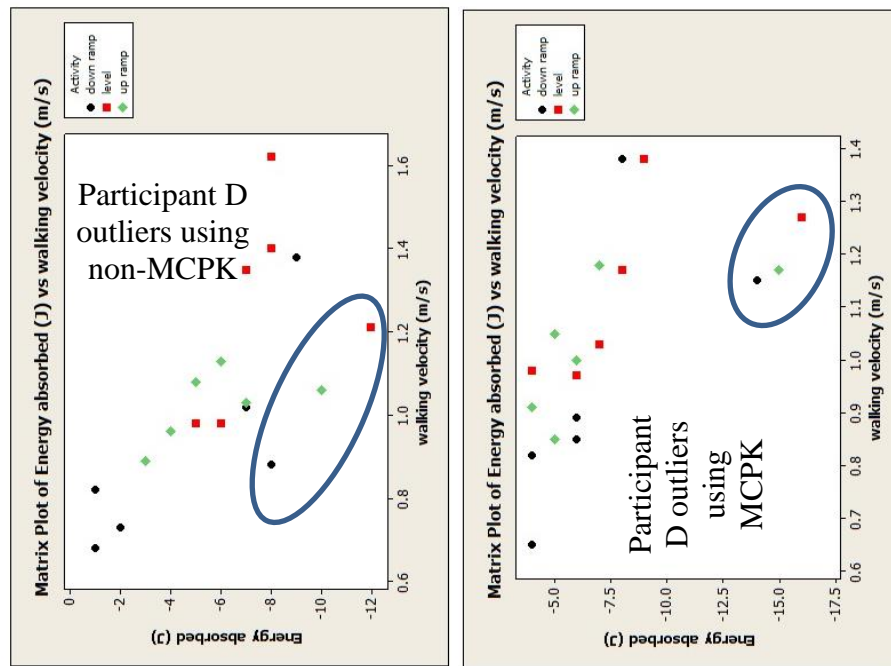 Matrix Plot of Energy absorbed (J) vs walking velocity (m/s)
Activity
down ramp
level
up ramp
Participant D
outliers using
non-MCPK
Energy absorbed (J)
0
-2
-4
-6
-8
-10
-12
0.6
0.8
1.0
1.2
1.4
1.6
walking velocity (m/s)
Matrix Plot of Energy absorbed (J) vs walking velocity (m/s)
Activity
down ramp
level
up ramp
Participant
D outliers
using
MCPK
Energy absorbed (J)
-5.0
-7.5
-10.0
-12.5
-15.0
-17.5
0.6
0.7
0.8
0.9
1.0
1.1
1.2
1.3
1.4
walking velocity (m/s)